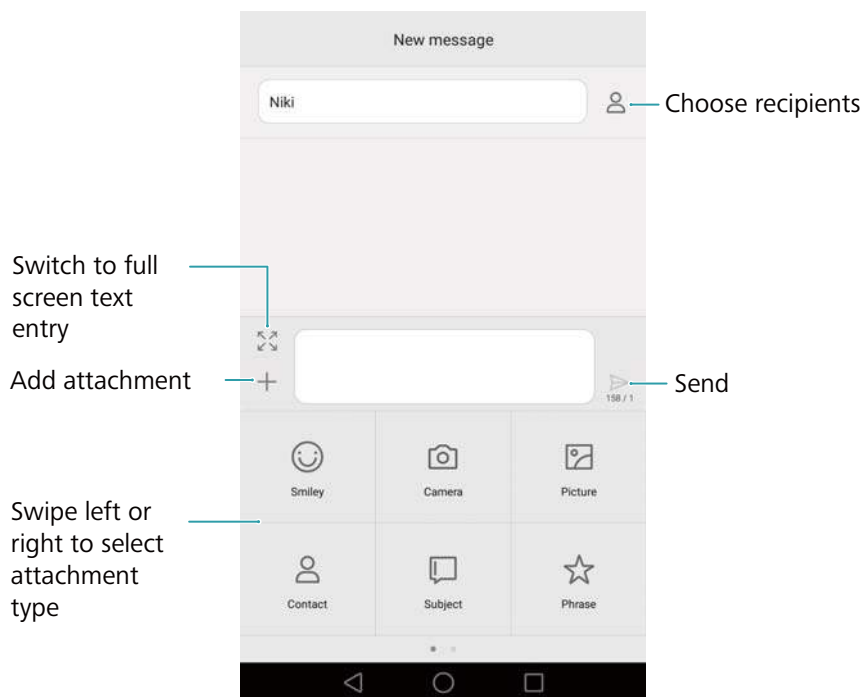 New message
Niki
Choose recipients
Switch to full
screen text
entry
Add attachment
Send
158 / 1
Smiley
Camera
Picture
Swipe left or
right to select
attachment
type
Contact
Subject
Phrase